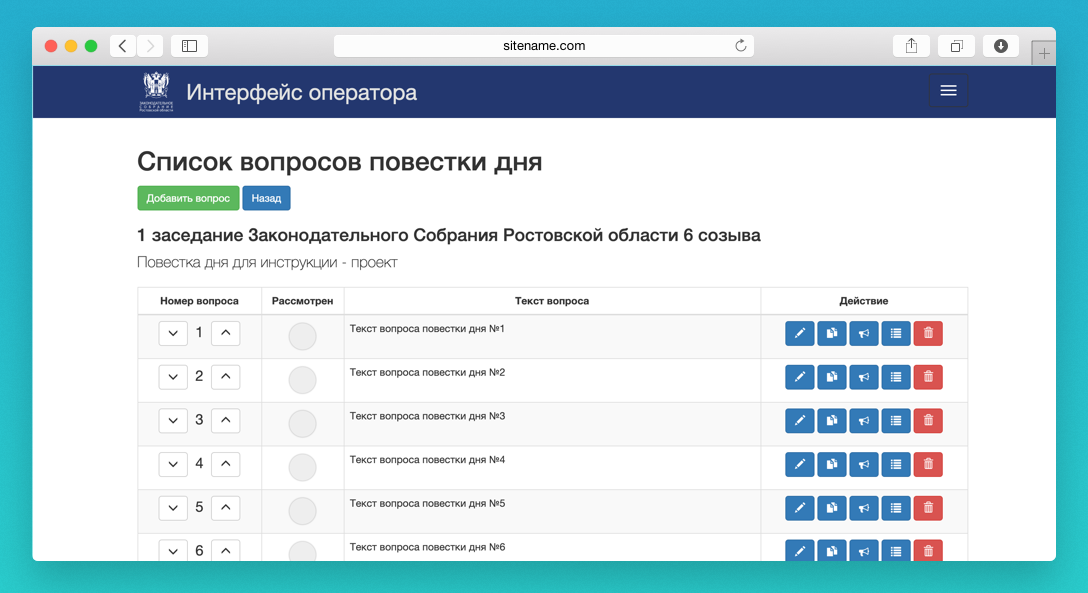 sitename.com
ЗАКОНОДАТЕЛЬНОЕ
СОБРАНИЕ
Ростовской области
Интерфейс оператора
Список вопросов повестки дня
Добавить вопрос Назад
1 заседание Законодательного Собрания Ростовской области 6 созыва
Повестка дня для инструкции - проект
Номер вопроса Рассмотрен Текст вопроса Действие
1 Текст вопроса повестки дня №1
2 Текст вопроса повестки дня №2
3 Текст вопроса повестки дня №3
4 Текст вопроса повестки дня №4
5 Текст вопроса повестки дня №5
6 Текст вопроса повестки дня №6